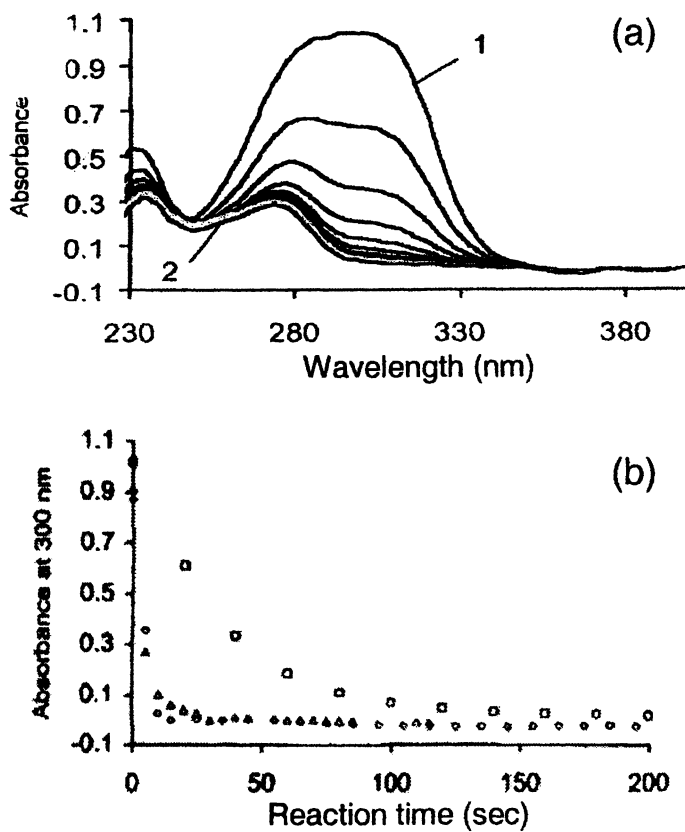 (a)
1.1
0.9
0.7
0.5
0.3
0.1
-0.1
Absorbance
1
2
230 280 330 380
Wavelength (nm)
(b)
1.1
0.9
0.7
0.5
0.3
0.1
-0.1
Absorbance at 300 nm
0 50 100 150 200
Reaction time (sec)